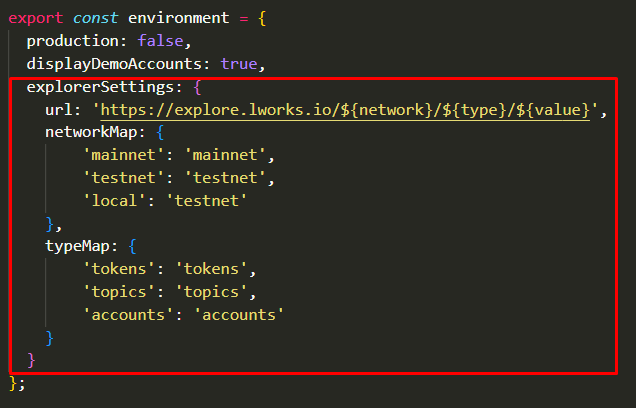 export const environment = {
production: false,
displayDemoAccounts: true,
explorerSettings: {
url: 'https://explore.lworks.io/${network}/${type}/${value}',
networkMap: {
'mainnet': 'mainnet',
'testnet': 'testnet',
'local': 'testnet'
},
typeMap: {
'tokens': 'tokens',
'topics': 'topics',
'accounts': 'accounts'
}
}
};